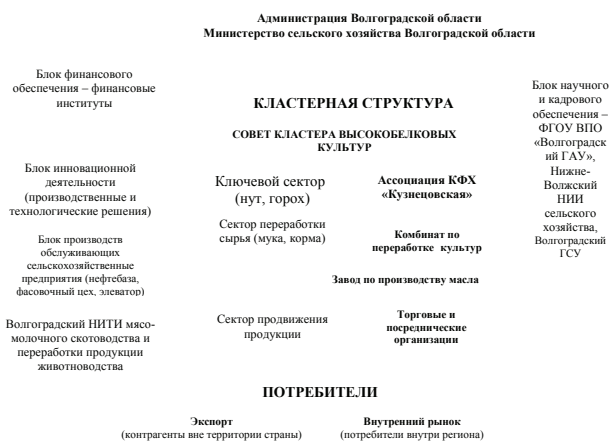 Администрация Волгоградской области
Министерство сельского хозяйства Волгоградской области
Блок финансового
обеспечения – финансовые
институты
Блок инновационной
деятельности
(производственные и
технологические решения)
Блок производств
обслуживающих
сельскохозяйственные
предприятия (нефтебаза,
фасовочный цех, элеватор)
Волгоградский НИТИ мясо-
молочного скотоводства и
переработки продукции
животноводства
КЛАСТЕРНАЯ СТРУКТУРА
СОВЕТ КЛАСТЕРА ВЫСОКОБЕЛКОВЫХ
КУЛЬТУР
Ключевой сектор
(нут, горох)
Ассоциация КФХ
«Кузнецовская»
Сектор переработки
сырья (мука, корма)
Комбинат по
переработке культур
Завод по производству масла
Сектор продвижения
продукции
Торговые и
посреднические
организации
Блок научного
и кадрового
обеспечения –
ФГОУ ВПО
«Волгоградск
ий ГАУ»,
Нижне-
Волжский
НИИ
сельского
хозяйства,
Волгоградский
ГСУ
ПОТРЕБИТЕЛИ
Экспорт
(контрагенты вне территории страны)
Внутренний рынок
(потребители внутри региона)